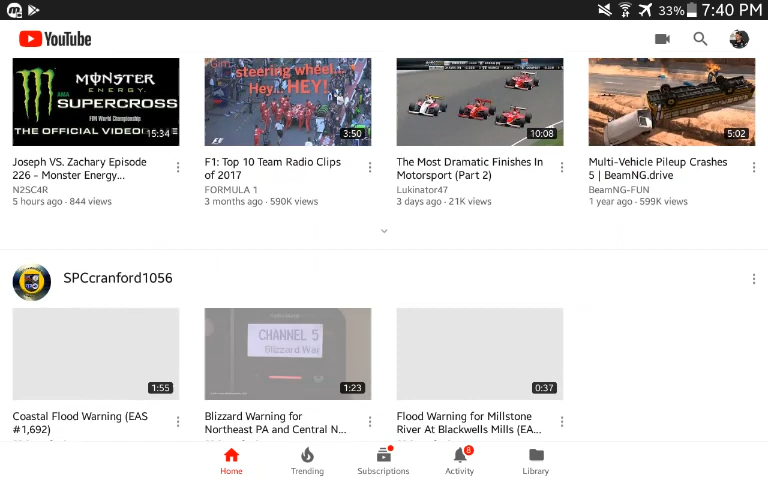 33% 7:40 PM
YouTube
MONSTER
ENERGY
AMA
SUPERCROSS
FIM World Championship
THE OFFICIAL VIDEO
15:34
steering wheel...
Hey... HEY!
3:50
10:08
5:02
Joseph VS. Zachary Episode
226 – Monster Energy...
N2SC4R
5 hours ago · 844 views
F1: Top 10 Team Radio Clips
of 2017
FORMULA 1
3 months ago · 590K views
The Most Dramatic Finishes In
Motorsport (Part 2)
Lukinator47
3 days ago · 21K views
Multi-Vehicle Pileup Crashes
5 | BeamNG.drive
BeamNG-FUN
1 year ago · 599K views
SPCcranford1056
1:55
CHANNEL 5
Blizzard War
1:23
0:37
Coastal Flood Warning (EAS
#1,692)
Blizzard Warning for
Northeast PA and Central N...
Flood Warning for Millstone
River At Blackwells Mills (EA...
8
Home
Trending
Subscriptions
Activity
Library